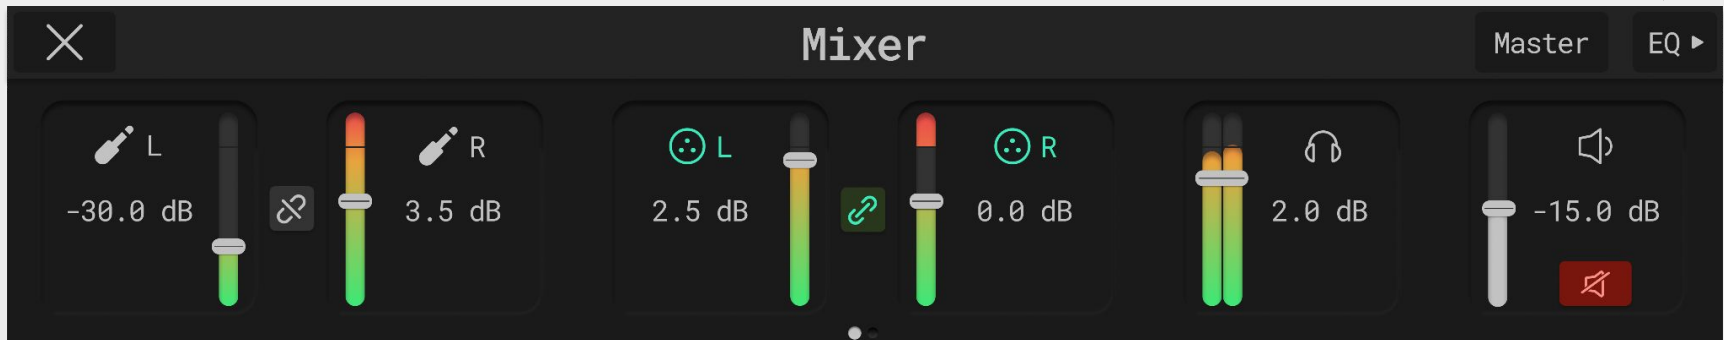 Mixer
Master
EQ
L
-30.0 dB
R
3.5 dB
L
2.5 dB
R
0.0 dB
2.0 dB
-15.0 dB